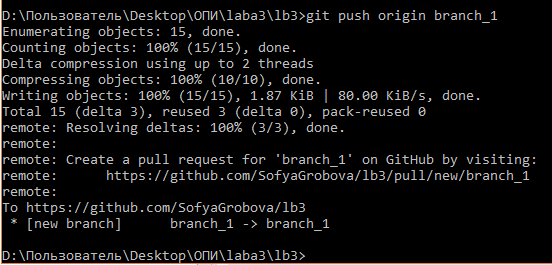 D:\Пользователь\Desktop\ОПИ\laba3\lb3>git push origin branch_1
Enumerating objects: 15, done.
Counting objects: 100% (15/15), done.
Delta compression using up to 2 threads
Compressing objects: 100% (10/10), done.
Writing objects: 100% (15/15), 1.87 KiB | 80.00 KiB/s, done.
Total 15 (delta 3), reused 3 (delta 0), pack-reused 0
remote: Resolving deltas: 100% (3/3), done.
remote:
remote: Create a pull request for 'branch_1' on GitHub by visiting:
remote:      https://github.com/SofyaGrobova/lb3/pull/new/branch_1
remote:
To https://github.com/SofyaGrobova/lb3
 * [new branch]      branch_1 -> branch_1
D:\Пользователь\Desktop\ОПИ\laba3\lb3>